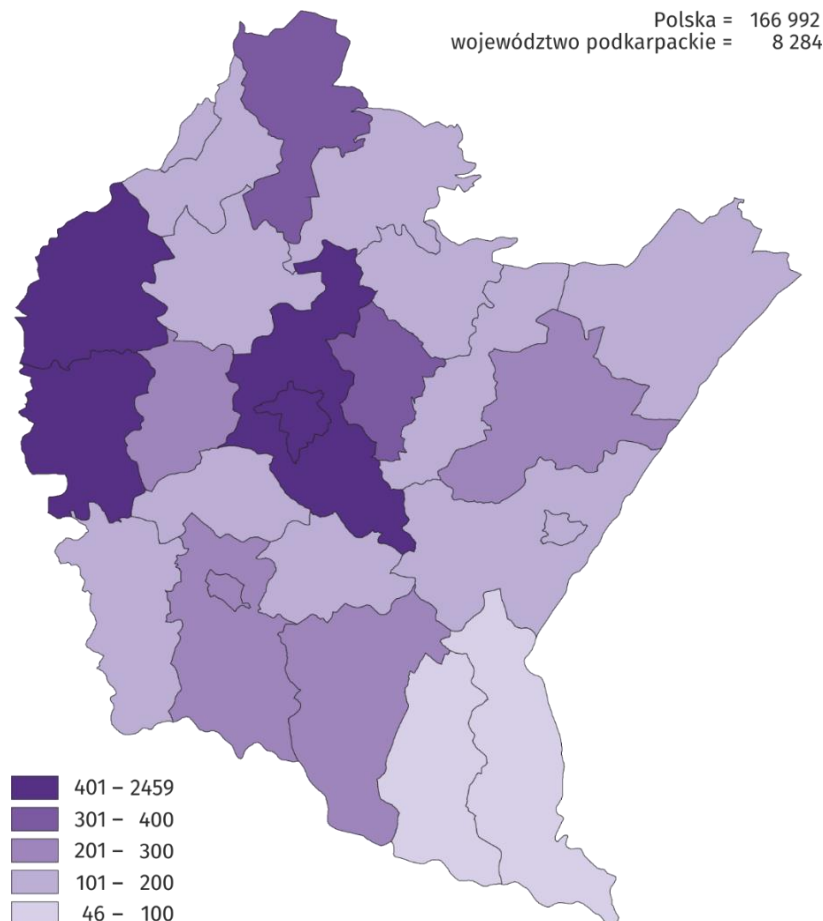 Polska = 166 992
województwo podkarpackie = 8 284
401 – 2459
301 – 400
201 – 300
101 – 200
46 – 100